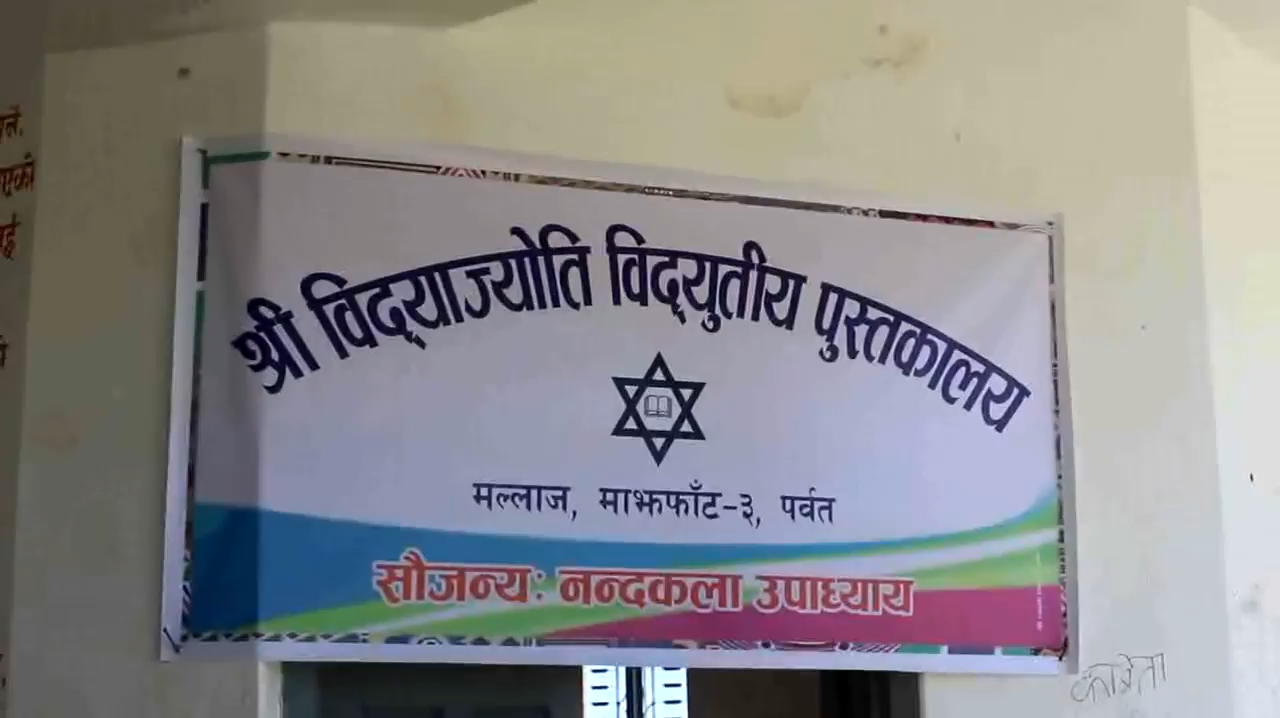 श्री विद्याज्योति विद्युतीय पुस्तकालय
मल्लाज, माझफाँट-३, पर्वत
सौजन्यः नन्दकला उपाध्याय